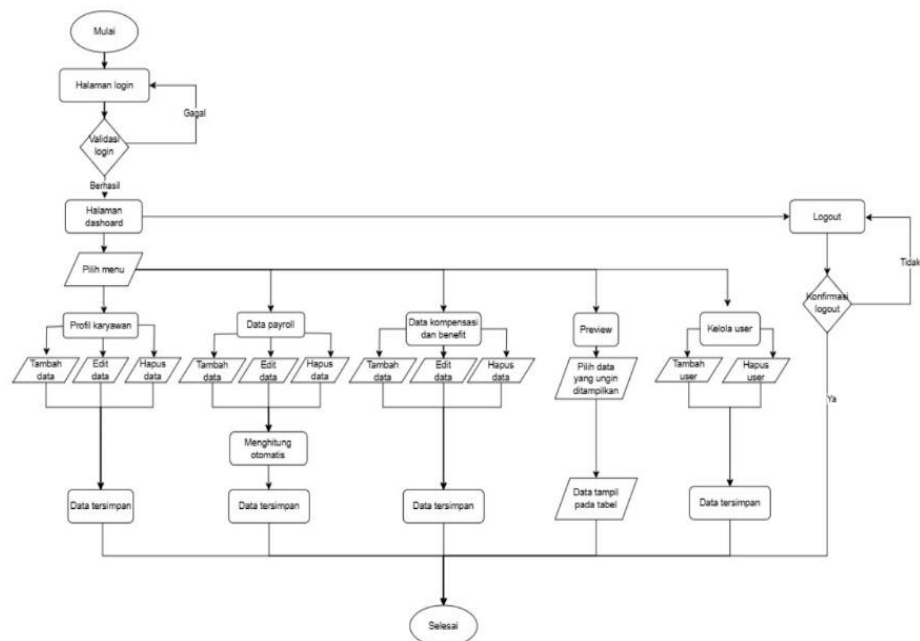 Mulai
Halaman login
Gagal
Validasi
login
Berhasil
Halaman
dashoard
Logout
Pilih menu
Tidak
Konfirmasi
logout
Profil karyawan
Data payroll
Data kompensasi
dan benefit
Preview
Kelola user
Tambah
data
Edit
data
Hapus
data
Tambah
data
Edit
data
Hapus
data
Tambah
data
Edit
data
Hapus
data
Pilih data
yang ungin
ditampilkan
Tambah
user
Hapus
user
Ya
Menghitung
otomatis
Data tersimpan
Data tersimpan
Data tersimpan
Data tampil
pada tabel
Data tersimpan
Selesai